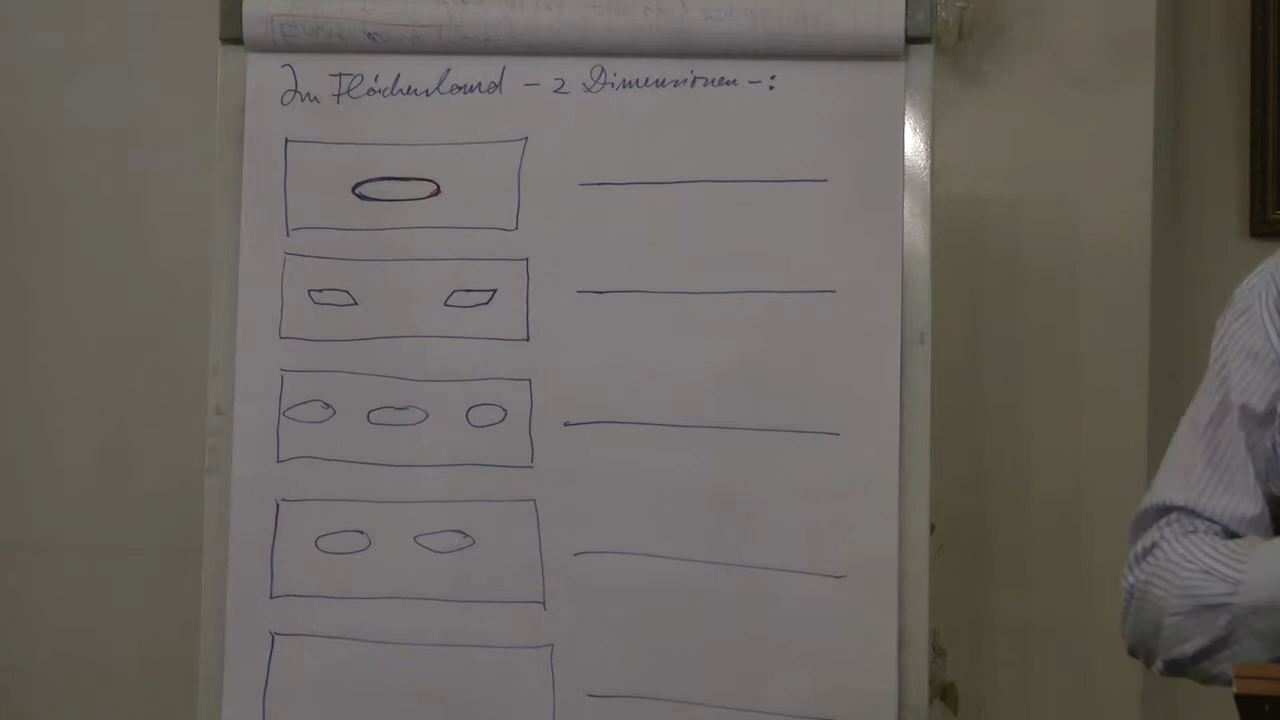 Im Flächenland – 2 Dimensionen –: